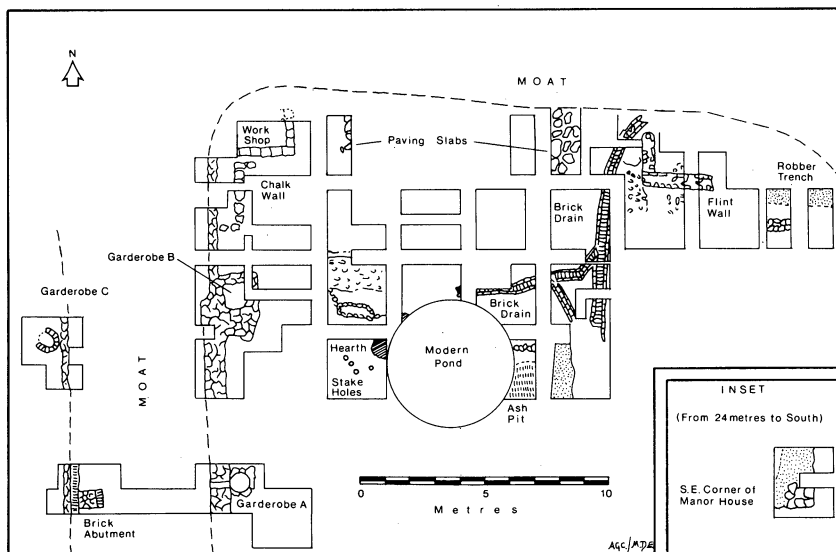 N
MOAT
Work
Shop
Paving Slabs
Robber
Trench
Chalk
Wall
Brick
Drain
Flint
Wall
Garderobe B
Garderobe C
Brick
Drain
MOAT
Hearth
Stake
Holes
Modern
Pond
Ash
Pit
INSET
(From 24 metres to South)
S.E. Corner of
Manor House
Garderobe A
Brick
Abutment
0 5 10
Metres
AGC./M.D.E